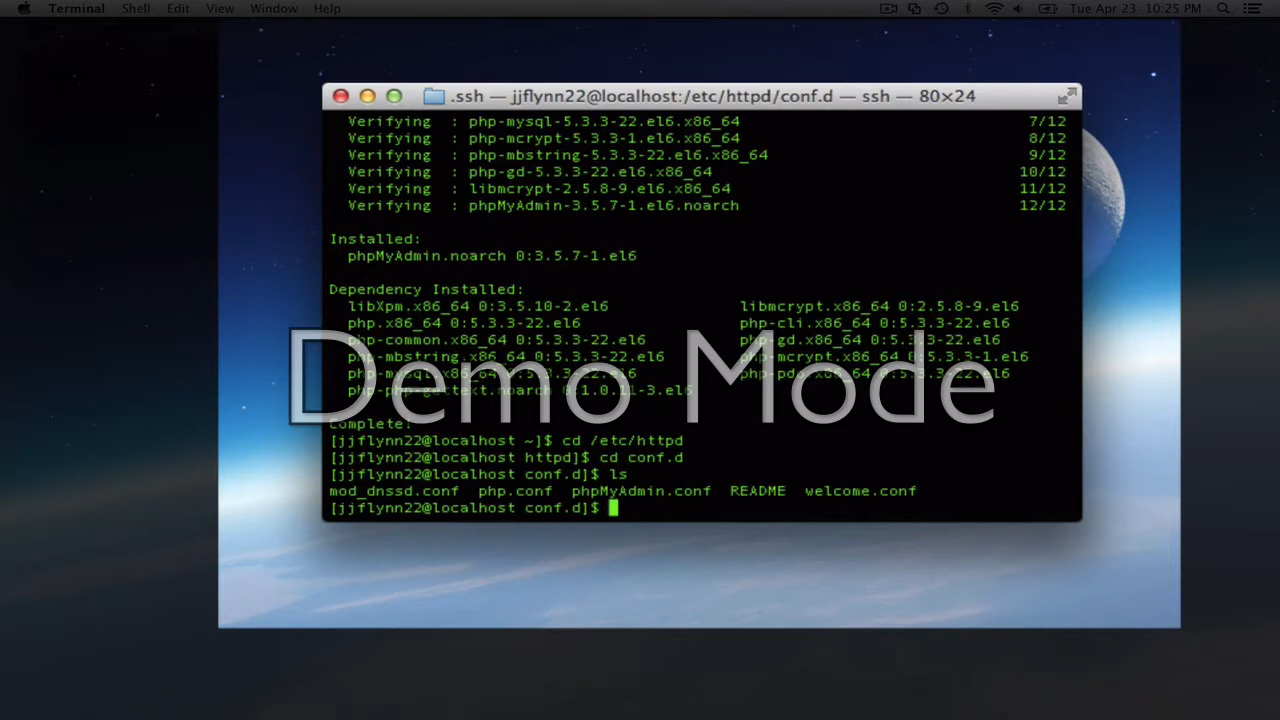 Terminal Shell Edit View Window Help Tue Apr 23 10:25 PM
.ssh — jjflynn22@localhost:/etc/httpd/conf.d — ssh — 80×24
Verifying : php-mysql-5.3.3-22.el6.x86_64 7/12
Verifying : php-mcrypt-5.3.3-1.el6.x86_64 8/12
Verifying : php-mbstring-5.3.3-22.el6.x86_64 9/12
Verifying : php-gd-5.3.3-22.el6.x86_64 10/12
Verifying : libmcrypt-2.5.8-9.el6.x86_64 11/12
Verifying : phpMyAdmin-3.5.7-1.el6.noarch 12/12
Installed:
phpMyAdmin.noarch 0:3.5.7-1.el6
Dependency Installed:
libXpm.x86_64 0:3.5.10-2.el6 libmcrypt.x86_64 0:2.5.8-9.el6
php.x86_64 0:5.3.3-22.el6 php-cli.x86_64 0:5.3.3-22.el6
php-common.x86_64 0:5.3.3-22.el6 php-gd.x86_64 0:5.3.3-22.el6
php-mbstring.x86_64 0:5.3.3-22.el6 php-mcrypt.x86_64 0:5.3.3-1.el6
php-mysql.x86_64 0:5.3.3-22.el6 php-pdo.x86_64 0:5.3.3-22.el6
php-php-gettext.noarch 0:1.0.11-3.el6
Demo Mode
Complete!
[jjflynn22@localhost ~]$ cd /etc/httpd
[jjflynn22@localhost httpd]$ cd conf.d
[jjflynn22@localhost conf.d]$ ls
mod_dnssd.conf php.conf phpMyAdmin.conf README welcome.conf
[jjflynn22@localhost conf.d]$